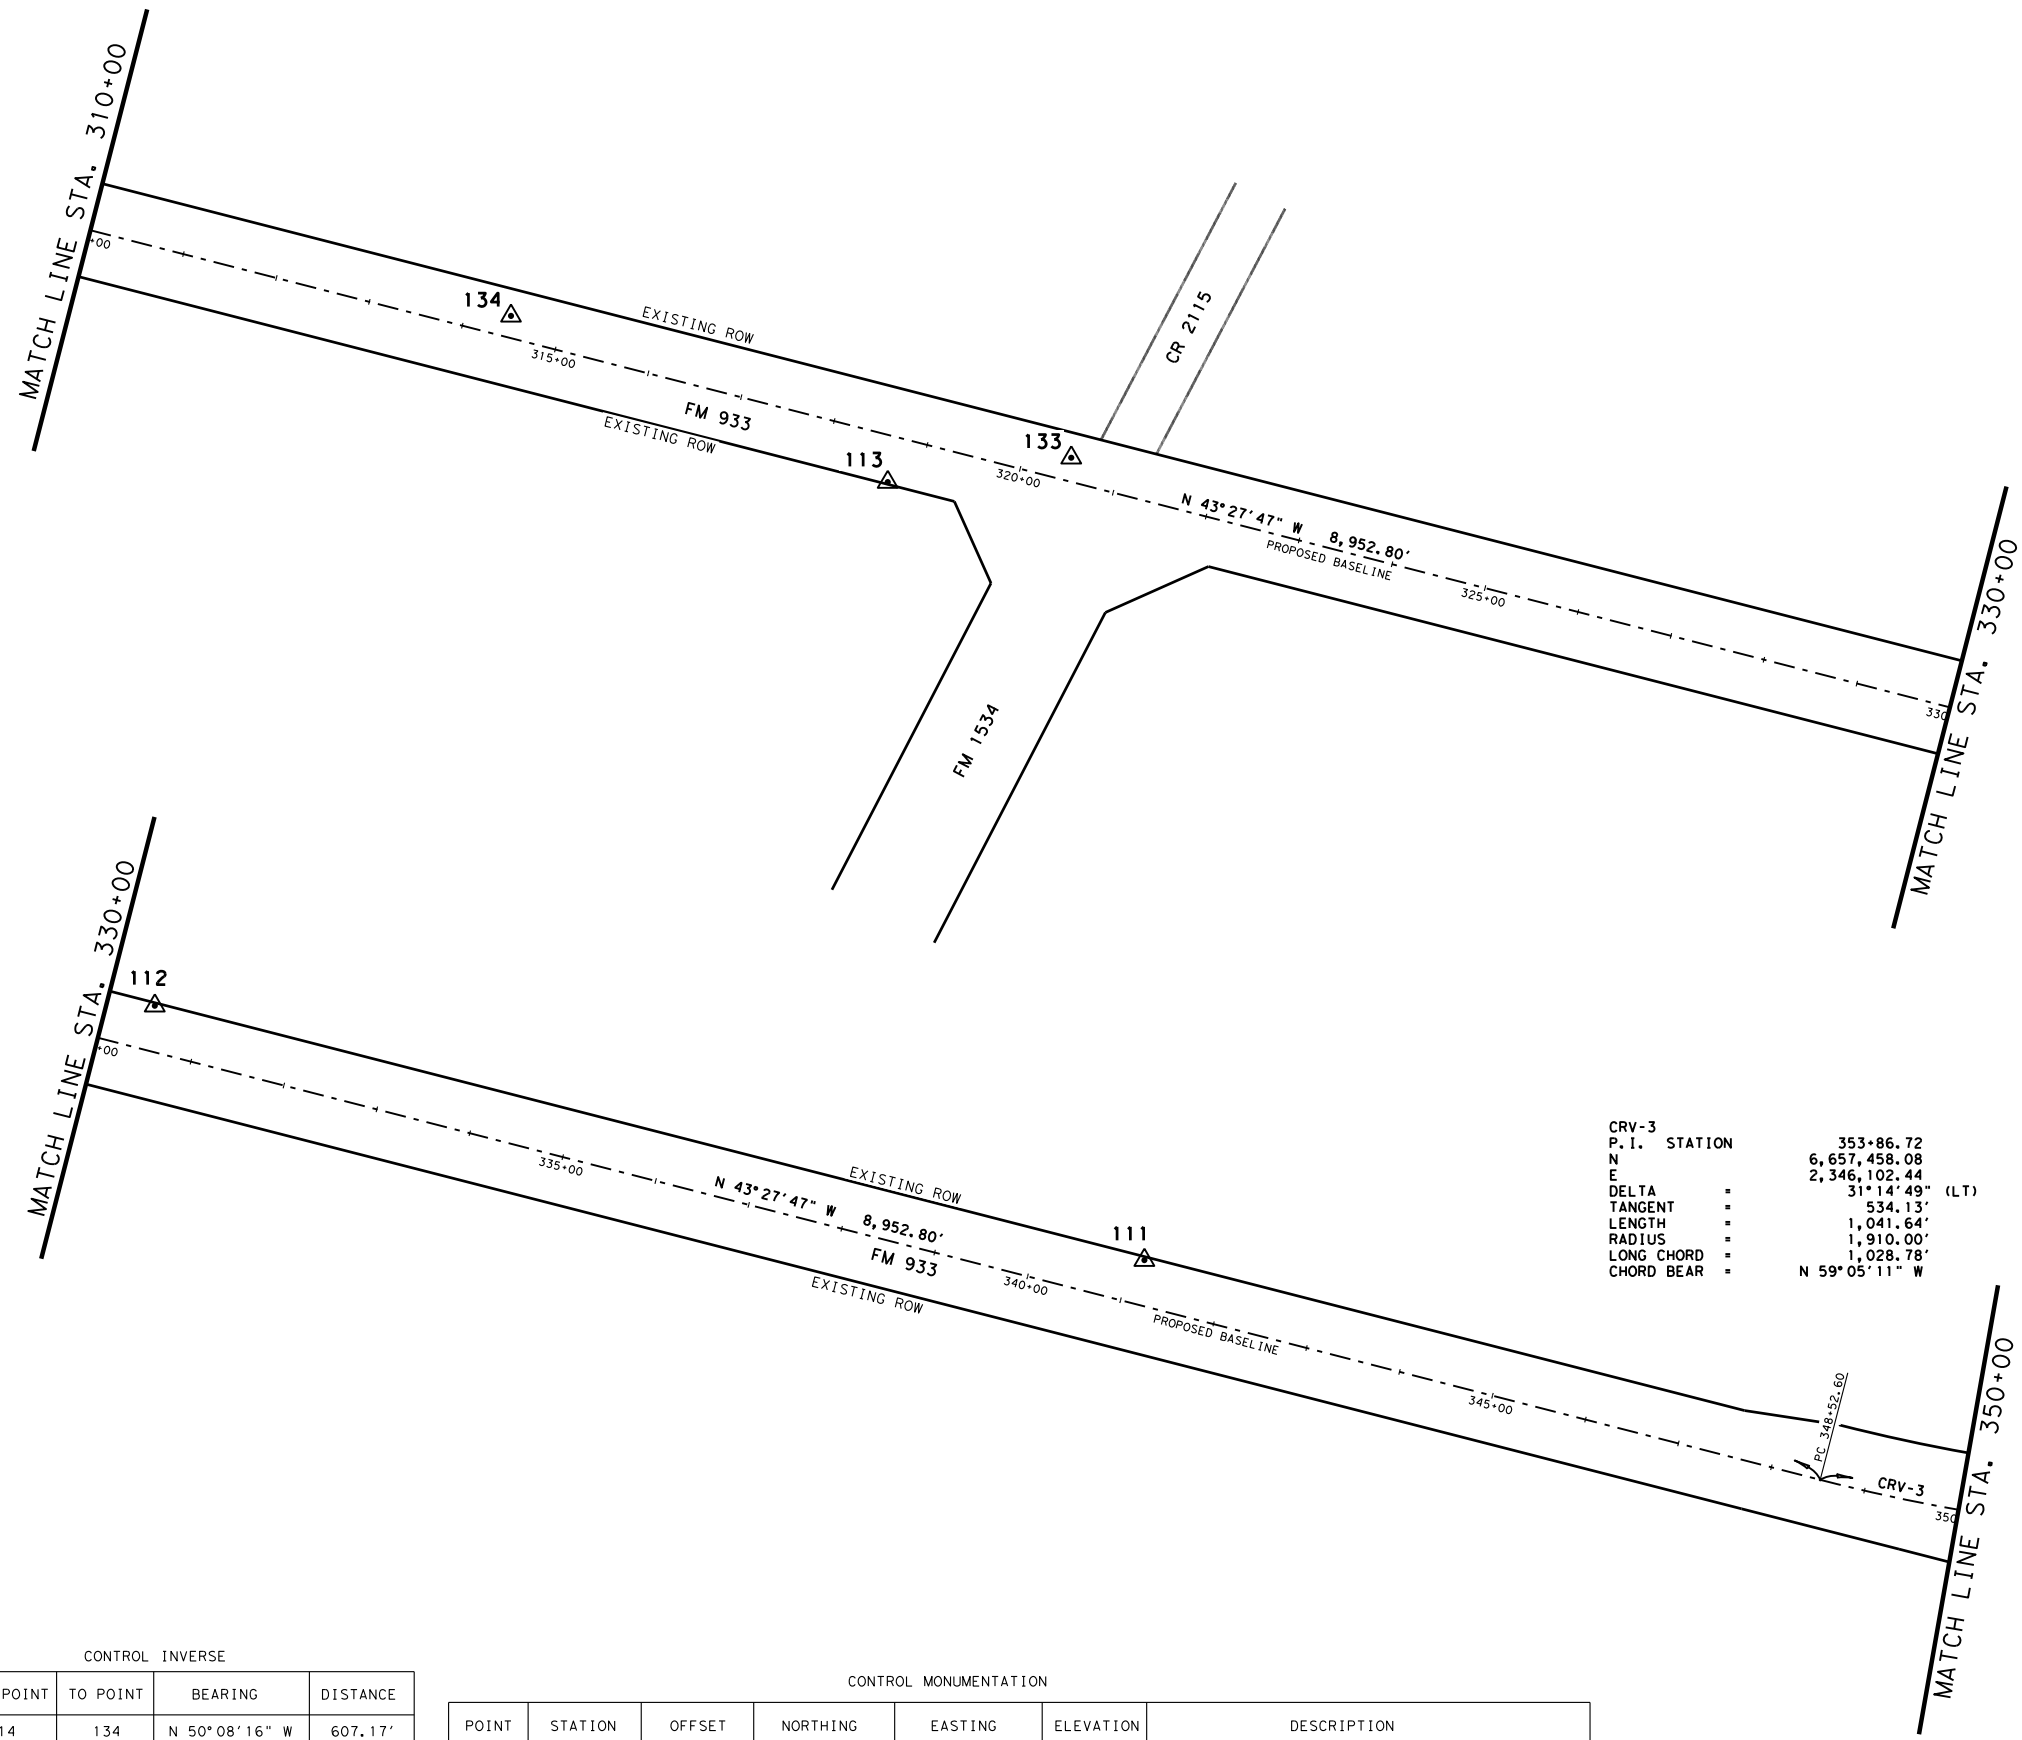 MATCH LINE STA. 310+00
+00
134
315+00
EXISTING ROW
FM 933
EXISTING ROW
113
133
320+00
CR 2115
N 43°27'47" W 8,952.80'
PROPOSED BASELINE
325+00
FM 1534
330
MATCH LINE STA. 330+00
MATCH LINE STA. 330+00
+00
112
335+00
N 43°27'47" W 8,952.80'
EXISTING ROW
FM 933
EXISTING ROW
340+00
111
PROPOSED BASELINE
345+00
PC 348+52.60
CRV-3
350
MATCH LINE STA. 350+00
CRV-3
P.I. STATION 353+86.72
N 6,657,458.08
E 2,346,102.44
DELTA = 31°14'49" (LT)
TANGENT = 534.13'
LENGTH = 1,041.64'
RADIUS = 1,910.00'
LONG CHORD = 1,028.78'
CHORD BEAR = N 59°05'11" W
CONTROL INVERSE
POINT TO POINT BEARING DISTANCE
14 134 N 50°08'16" W 607.17'
CONTROL MONUMENTATION
POINT STATION OFFSET NORTHING EASTING ELEVATION DESCRIPTION